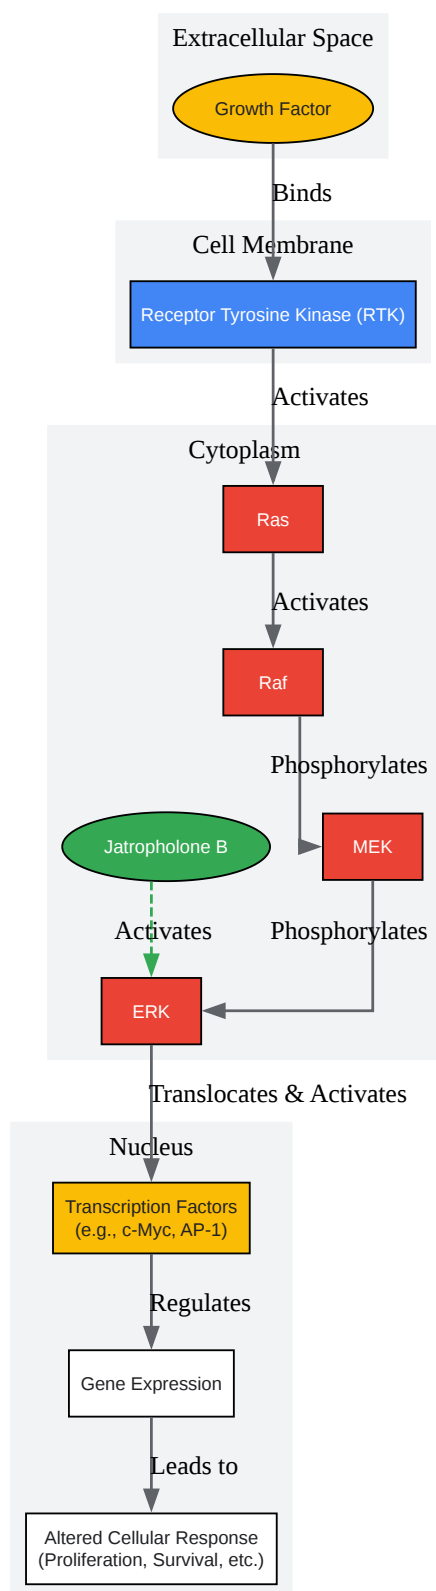 Extracellular Space
Growth Factor
Binds
Cell Membrane
Receptor Tyrosine Kinase (RTK)
Activates
Cytoplasm
Ras
Activates
Raf
Phosphorylates
Jatropholone B
MEK
Activates
Phosphorylates
ERK
Translocates & Activates
Nucleus
Transcription Factors
(e.g., c-Myc, AP-1)
Regulates
Gene Expression
Leads to
Altered Cellular Response
(Proliferation, Survival, etc.)